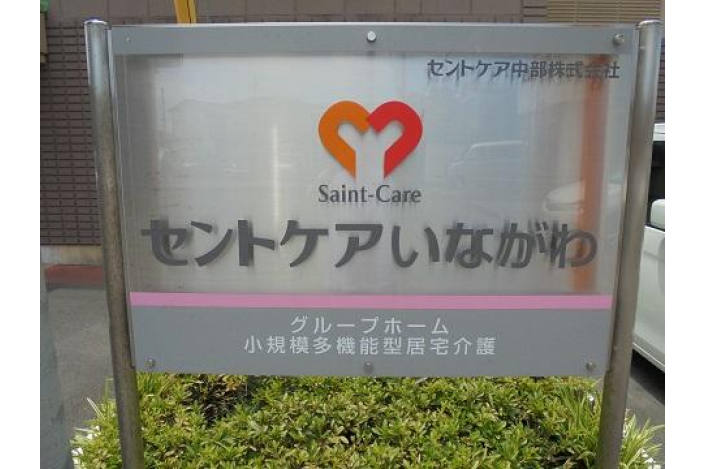 セントケア中部株式会社
Saint-Care
セントケアいながわ
グループホーム
小規模多機能型居宅介護